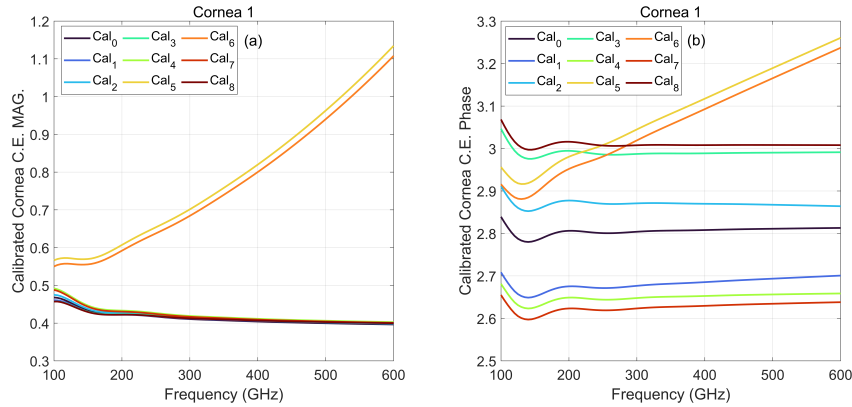 Cornea 1
Calibrated Cornea C.E. MAG.
1.2
1.1
1
0.9
0.8
0.7
0.6
0.5
0.4
0.3
Cal0 Cal3 Cal6
Cal1 Cal4 Cal7
Cal2 Cal5 Cal8
(a)
100 200 300 400 500 600
Frequency (GHz)
Cornea 1
Calibrated Cornea C.E. Phase
3.3
3.2
3.1
3
2.9
2.8
2.7
2.6
2.5
Cal0 Cal3 Cal6
Cal1 Cal4 Cal7
Cal2 Cal5 Cal8
(b)
100 200 300 400 500 600
Frequency (GHz)